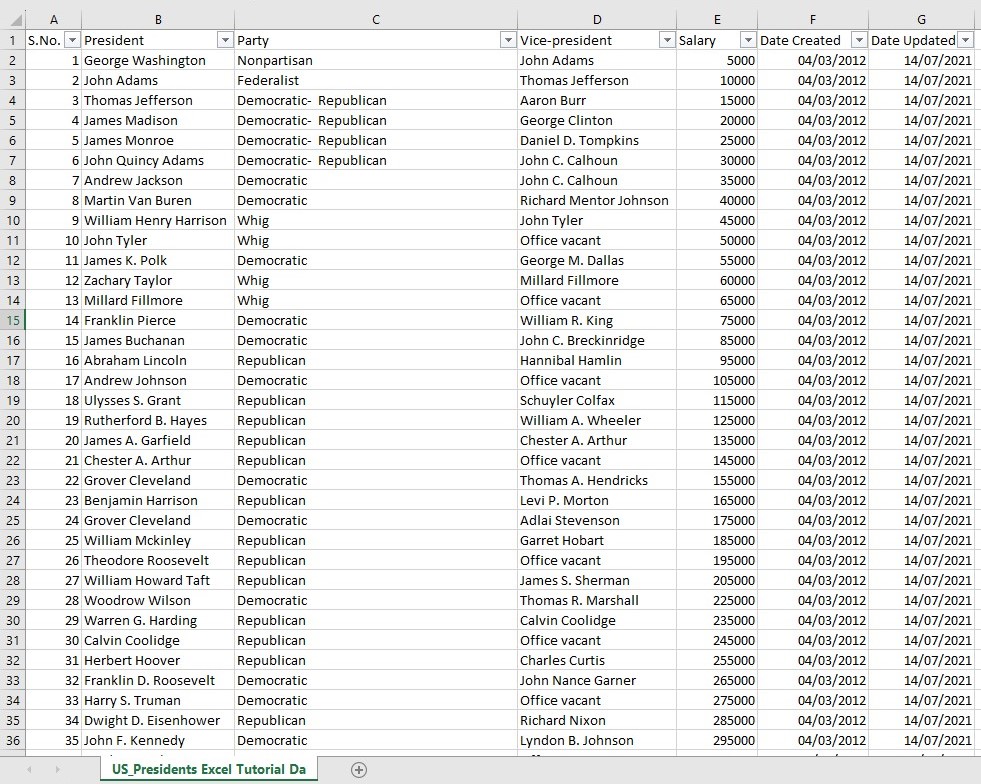 A B C D E F G
1 S.No. President Party Vice-president Salary Date Created Date Updated
2 1 George Washington Nonpartisan John Adams 5000 04/03/2012 14/07/2021
3 2 John Adams Federalist Thomas Jefferson 10000 04/03/2012 14/07/2021
4 3 Thomas Jefferson Democratic-  Republican Aaron Burr 15000 04/03/2012 14/07/2021
5 4 James Madison Democratic-  Republican George Clinton 20000 04/03/2012 14/07/2021
6 5 James Monroe Democratic-  Republican Daniel D. Tompkins 25000 04/03/2012 14/07/2021
7 6 John Quincy Adams Democratic-  Republican John C. Calhoun 30000 04/03/2012 14/07/2021
8 7 Andrew Jackson Democratic John C. Calhoun 35000 04/03/2012 14/07/2021
9 8 Martin Van Buren Democratic Richard Mentor Johnson 40000 04/03/2012 14/07/2021
10 9 William Henry Harrison Whig John Tyler 45000 04/03/2012 14/07/2021
11 10 John Tyler Whig Office vacant 50000 04/03/2012 14/07/2021
12 11 James K. Polk Democratic George M. Dallas 55000 04/03/2012 14/07/2021
13 12 Zachary Taylor Whig Millard Fillmore 60000 04/03/2012 14/07/2021
14 13 Millard Fillmore Whig Office vacant 65000 04/03/2012 14/07/2021
15 14 Franklin Pierce Democratic William R. King 75000 04/03/2012 14/07/2021
16 15 James Buchanan Democratic John C. Breckinridge 85000 04/03/2012 14/07/2021
17 16 Abraham Lincoln Republican Hannibal Hamlin 95000 04/03/2012 14/07/2021
18 17 Andrew Johnson Democratic Office vacant 105000 04/03/2012 14/07/2021
19 18 Ulysses S. Grant Republican Schuyler Colfax 115000 04/03/2012 14/07/2021
20 19 Rutherford B. Hayes Republican William A. Wheeler 125000 04/03/2012 14/07/2021
21 20 James A. Garfield Republican Chester A. Arthur 135000 04/03/2012 14/07/2021
22 21 Chester A. Arthur Republican Office vacant 145000 04/03/2012 14/07/2021
23 22 Grover Cleveland Democratic Thomas A. Hendricks 155000 04/03/2012 14/07/2021
24 23 Benjamin Harrison Republican Levi P. Morton 165000 04/03/2012 14/07/2021
25 24 Grover Cleveland Democratic Adlai Stevenson 175000 04/03/2012 14/07/2021
26 25 William Mckinley Republican Garret Hobart 185000 04/03/2012 14/07/2021
27 26 Theodore Roosevelt Republican Office vacant 195000 04/03/2012 14/07/2021
28 27 William Howard Taft Republican James S. Sherman 205000 04/03/2012 14/07/2021
29 28 Woodrow Wilson Democratic Thomas R. Marshall 225000 04/03/2012 14/07/2021
30 29 Warren G. Harding Republican Calvin Coolidge 235000 04/03/2012 14/07/2021
31 30 Calvin Coolidge Republican Office vacant 245000 04/03/2012 14/07/2021
32 31 Herbert Hoover Republican Charles Curtis 255000 04/03/2012 14/07/2021
33 32 Franklin D. Roosevelt Democratic John Nance Garner 265000 04/03/2012 14/07/2021
34 33 Harry S. Truman Democratic Office vacant 275000 04/03/2012 14/07/2021
35 34 Dwight D. Eisenhower Republican Richard Nixon 285000 04/03/2012 14/07/2021
36 35 John F. Kennedy Democratic Lyndon B. Johnson 295000 04/03/2012 14/07/2021
US_Presidents Excel Tutorial Da